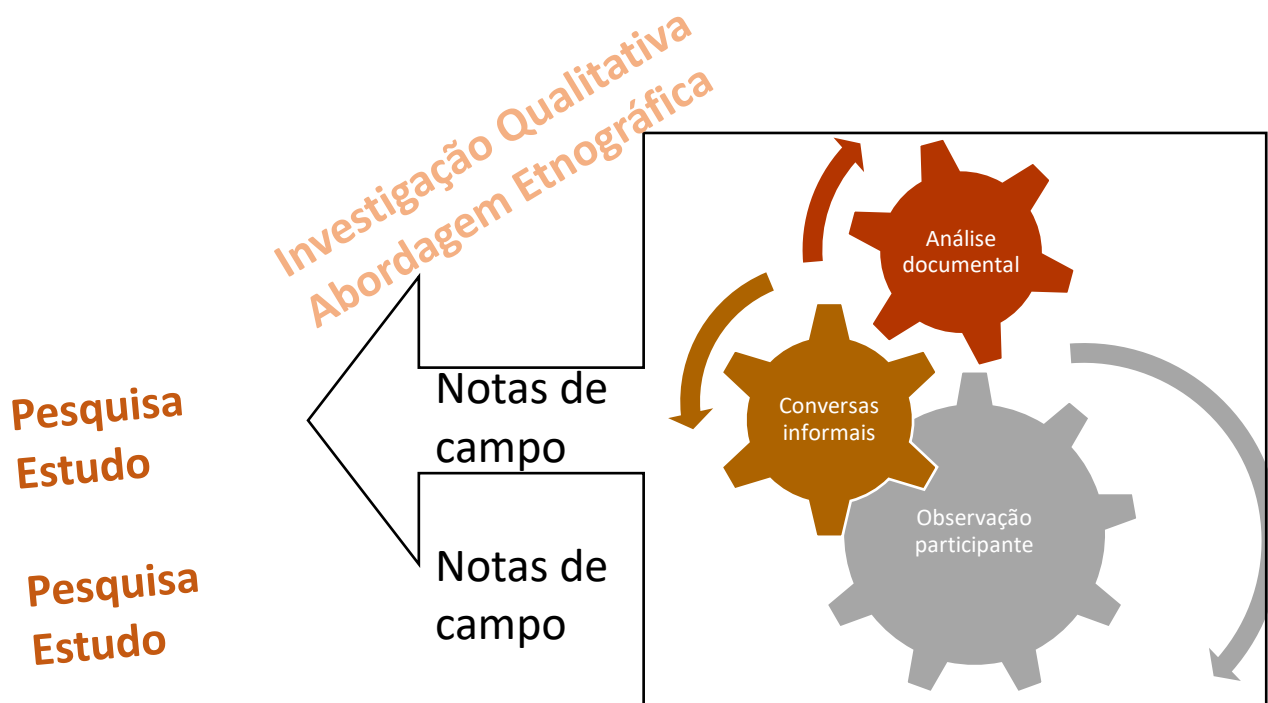 Investigação Qualitativa
Abordagem Etnográfica
Análise
documental
Conversas
informais
Observação
participante
Notas de
campo
Notas de
campo
Pesquisa
Estudo
Pesquisa
Estudo